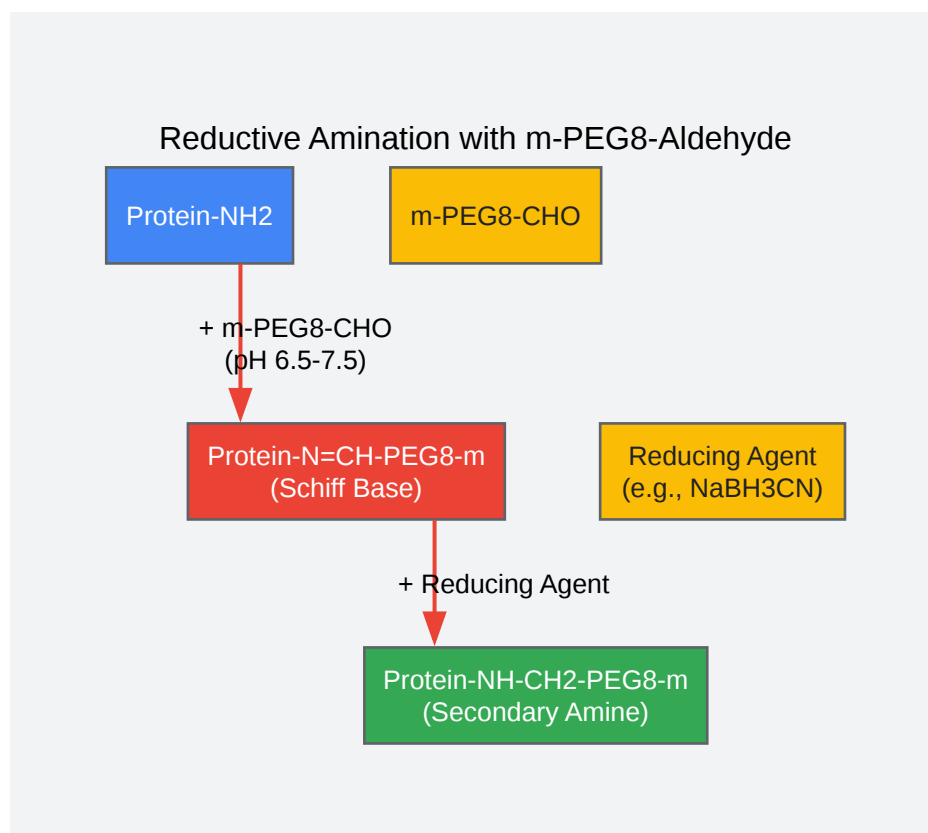 Reductive Amination with m-PEG8-Aldehyde
Protein-NH2
m-PEG8-CHO
+ m-PEG8-CHO
(pH 6.5-7.5)
Protein-N=CH-PEG8-m
(Schiff Base)
Reducing Agent
(e.g., NaBH3CN)
+ Reducing Agent
Protein-NH-CH2-PEG8-m
(Secondary Amine)